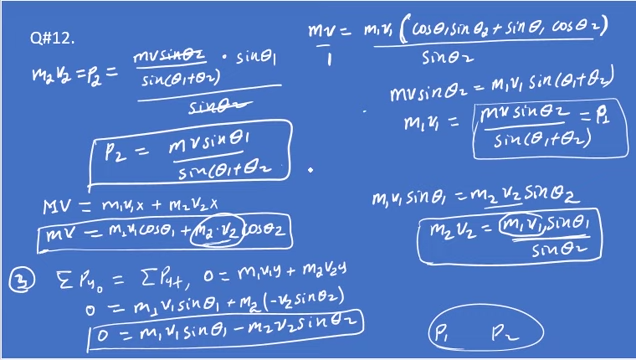 Q#12.
m₂v₂ = P₂ = (mv sinθ₂ / sin(θ₁+θ₂) · sinθ₁) / sinθ₂
P₂ = mv sinθ₁ / sin(θ₁+θ₂)
MV = m₁v₁x + m₂v₂x
mv = m₁v₁cosθ₁ + m₂·v₂ cosθ₂
③ ΣPy₀ = ΣPyf, 0 = m₁v₁y + m₂v₂y
0 = m₁v₁sinθ₁ + m₂(-v₂sinθ₂)
0 = m₁v₁sinθ₁ - m₂v₂sinθ₂
mv/1 = m₁v₁(cosθ₁sinθ₂ + sinθ₁cosθ₂) / sinθ₂
mv sinθ₂ = m₁v₁ sin(θ₁+θ₂)
m₁v₁ = mv sinθ₂ / sin(θ₁+θ₂) = P₁
m₁v₁sinθ₁ = m₂v₂sinθ₂
m₂v₂ = m₁v₁sinθ₁ / sinθ₂
P₁ P₂